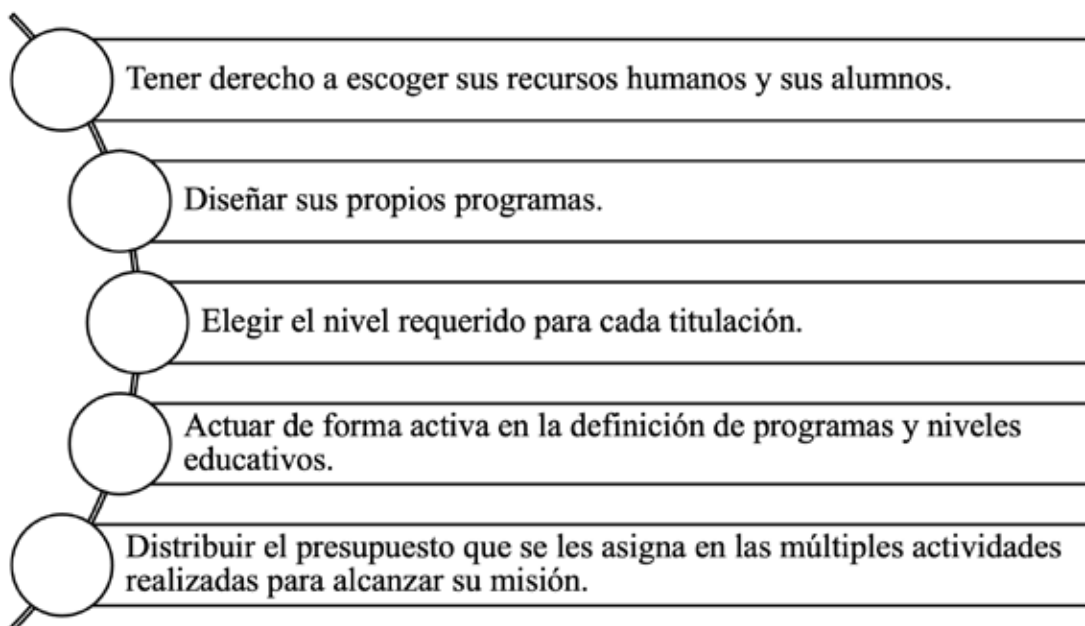 Tener derecho a escoger sus recursos humanos y sus alumnos.
Diseñar sus propios programas.
Elegir el nivel requerido para cada titulación.
Actuar de forma activa en la definición de programas y niveles
educativos.
Distribuir el presupuesto que se les asigna en las múltiples actividades
realizadas para alcanzar su misión.